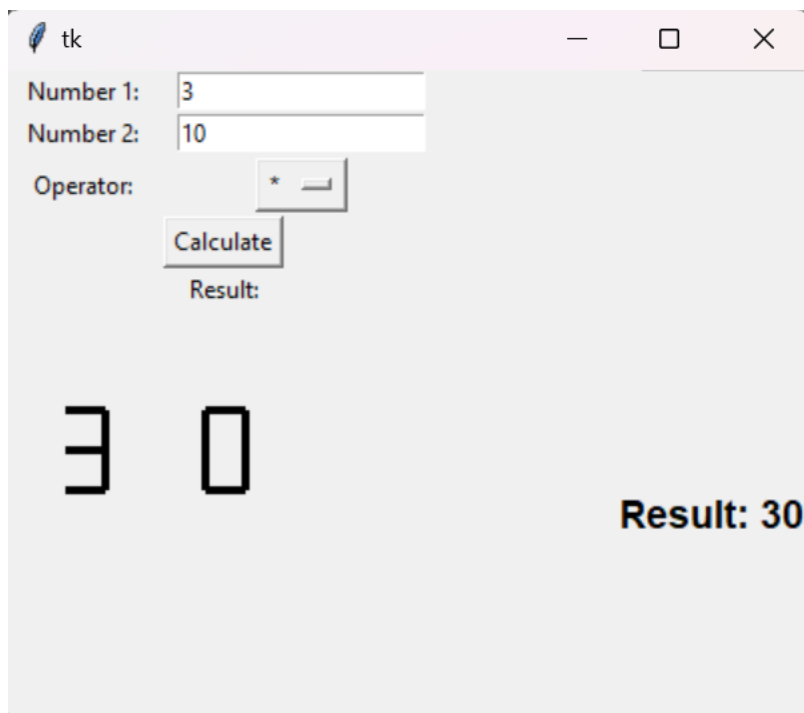 tk
Number 1: 3
Number 2: 10
Operator: *
Calculate
Result:
3 0
Result: 30